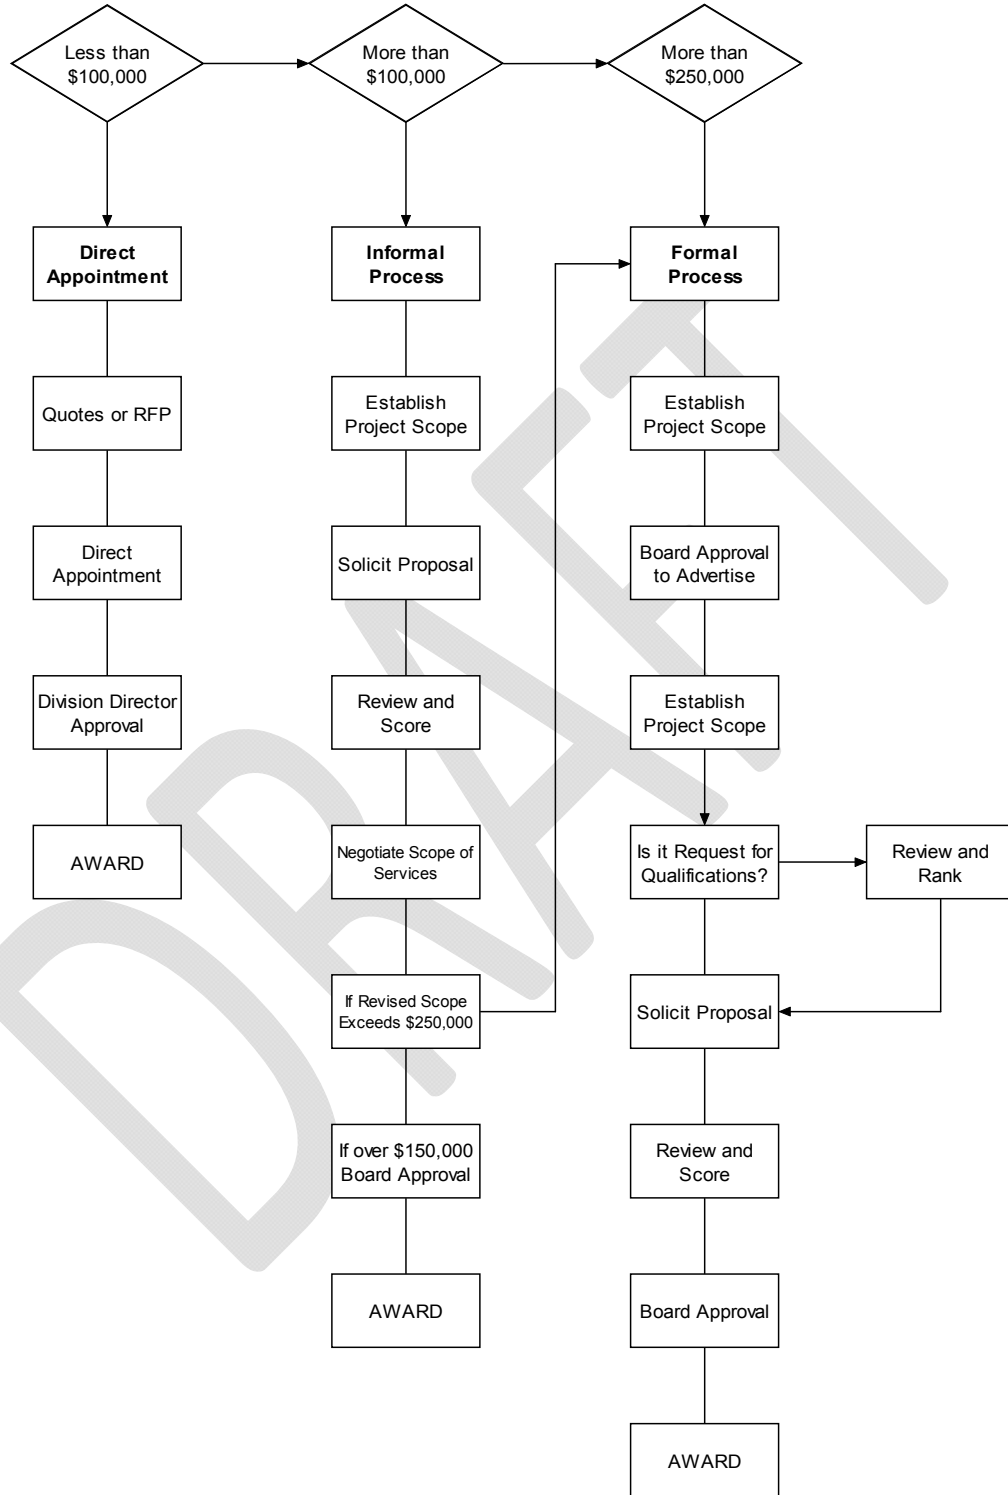 Less than
$100,000
More than
$100,000
More than
$250,000
Direct
Appointment
Quotes or RFP
Direct
Appointment
Division Director
Approval
AWARD
Informal
Process
Establish
Project Scope
Solicit Proposal
Review and
Score
Negotiate Scope of
Services
If Revised Scope
Exceeds $250,000
If over $150,000
Board Approval
AWARD
Formal
Process
Establish
Project Scope
Board Approval
to Advertise
Establish
Project Scope
Is it Request for
Qualifications?
Review and
Rank
Solicit Proposal
Review and
Score
Board Approval
AWARD
DRAFT